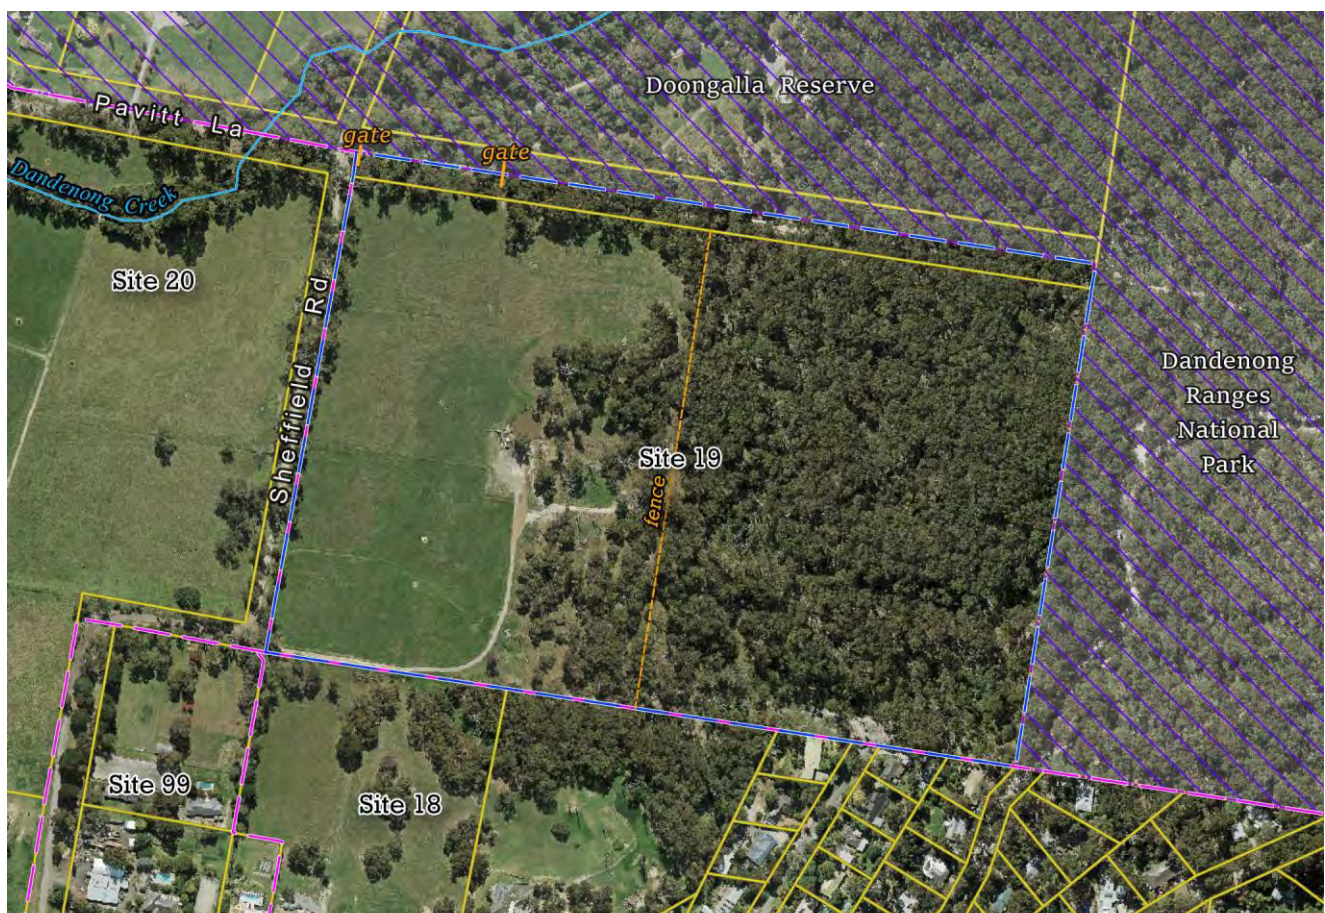 Doongalla Reserve
Pavitt La
gate
gate
Dandenong Creek
Site 20
Sheffield Rd
Dandenong
Ranges
National
Park
Site 19
fence
Site 99
Site 18